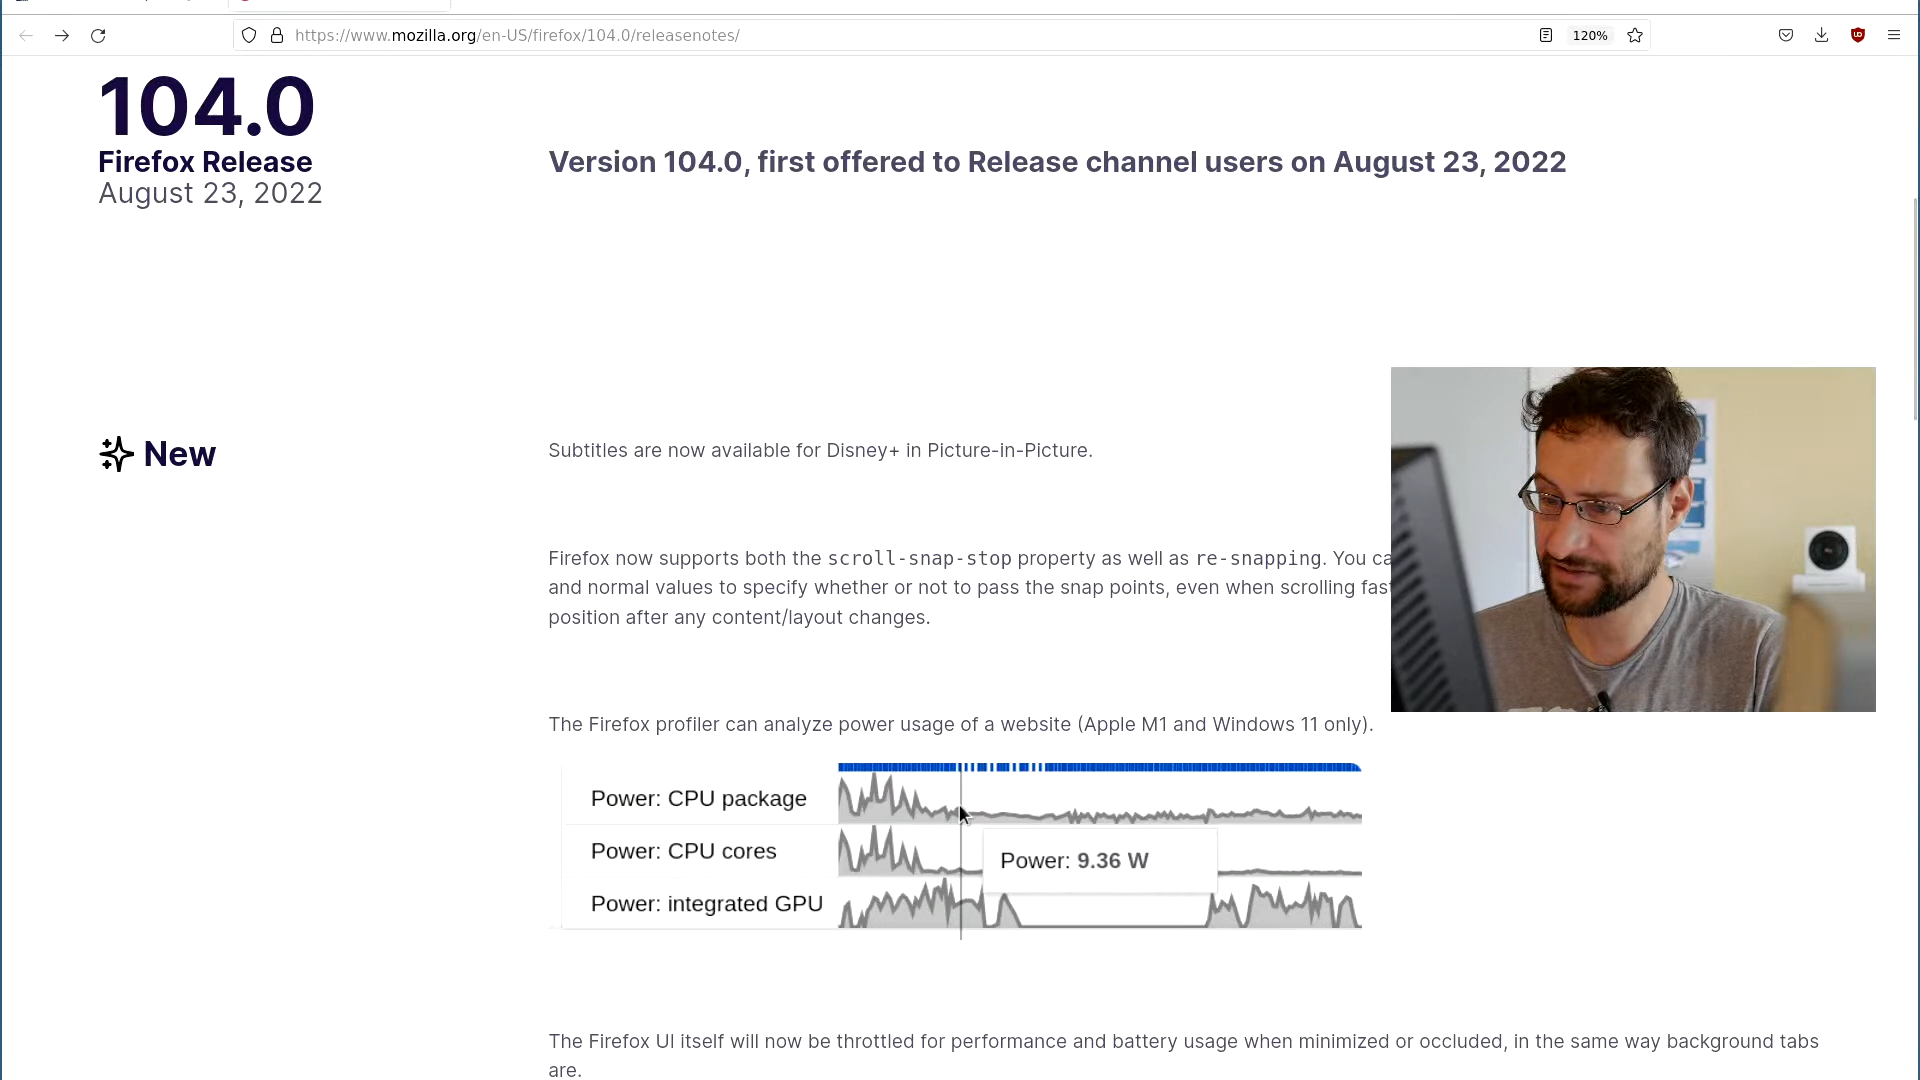 https://www.mozilla.org/en-US/firefox/104.0/releasenotes/
120%
104.0
Firefox Release
August 23, 2022
Version 104.0, first offered to Release channel users on August 23, 2022
New
Subtitles are now available for Disney+ in Picture-in-Picture.
Firefox now supports both the scroll-snap-stop property as well as re-snapping. You ca
and normal values to specify whether or not to pass the snap points, even when scrolling fast
position after any content/layout changes.
The Firefox profiler can analyze power usage of a website (Apple M1 and Windows 11 only).
Power: CPU package
Power: CPU cores
Power: 9.36 W
Power: integrated GPU
The Firefox UI itself will now be throttled for performance and battery usage when minimized or occluded, in the same way background tabs
are.